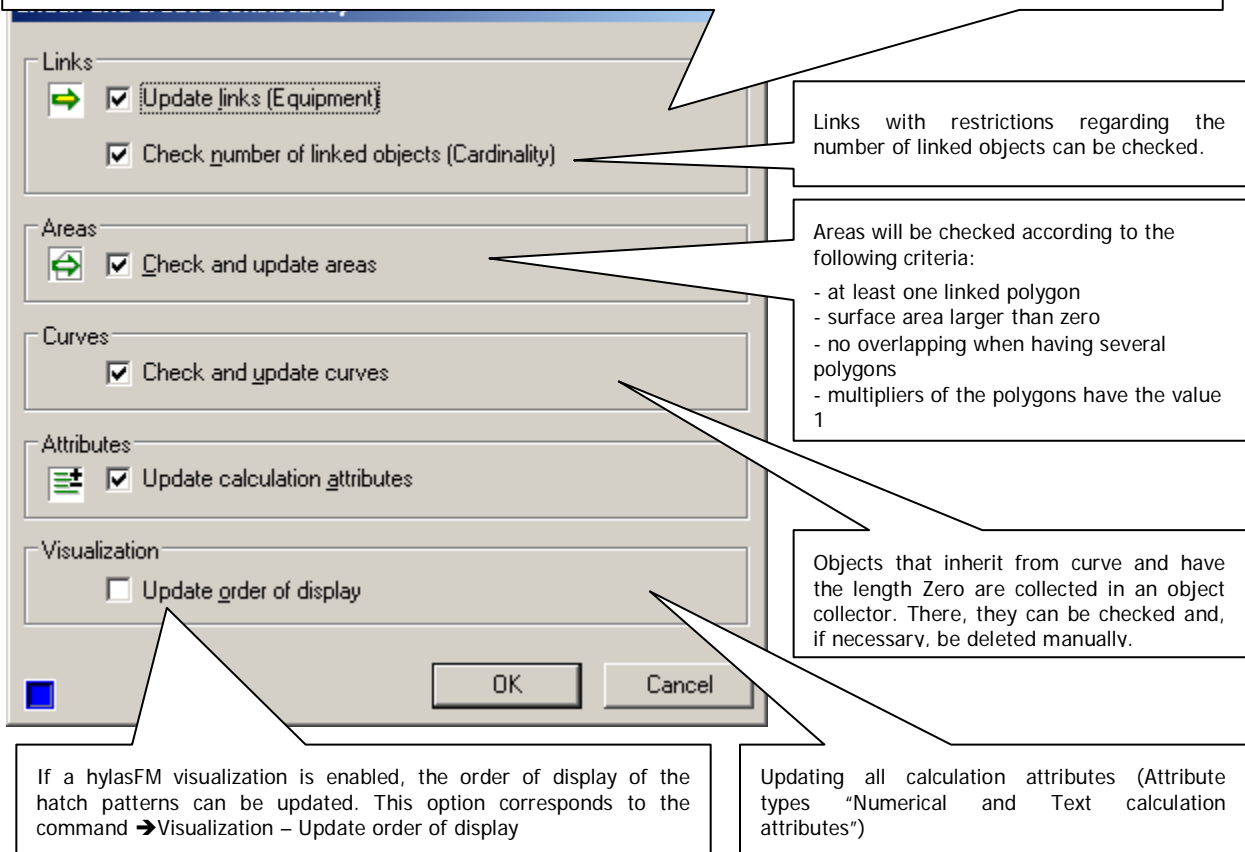 Links
Update links (Equipment)
Check number of linked objects (Cardinality)
Links with restrictions regarding the
number of linked objects can be checked.
Areas
Check and update areas
Areas will be checked according to the
following criteria:
- at least one linked polygon
- surface area larger than zero
- no overlapping when having several
polygons
- multipliers of the polygons have the value
1
Curves
Check and update curves
Attributes
Update calculation attributes
Objects that inherit from curve and have
the length Zero are collected in an object
collector. There, they can be checked and,
if necessary, be deleted manually.
Visualization
Update order of display
OK
Cancel
If a hylasFM visualization is enabled, the order of display of the
hatch patterns can be updated. This option corresponds to the
command ➔Visualization – Update order of display
Updating all calculation attributes (Attribute
types “Numerical and Text calculation
attributes”)